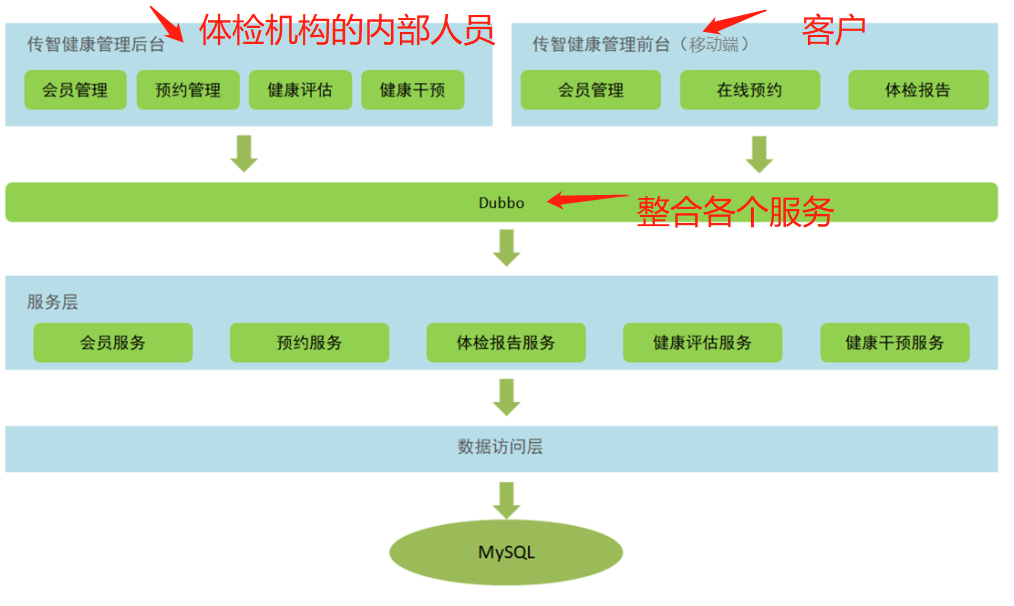 体检机构的内部人员
客户
传智健康管理后台
传智健康管理前台（移动端）
会员管理 预约管理 健康评估 健康干预
会员管理 在线预约 体检报告
Dubbo
整合各个服务
服务层
会员服务 预约服务 体检报告服务 健康评估服务 健康干预服务
数据访问层
MySQL